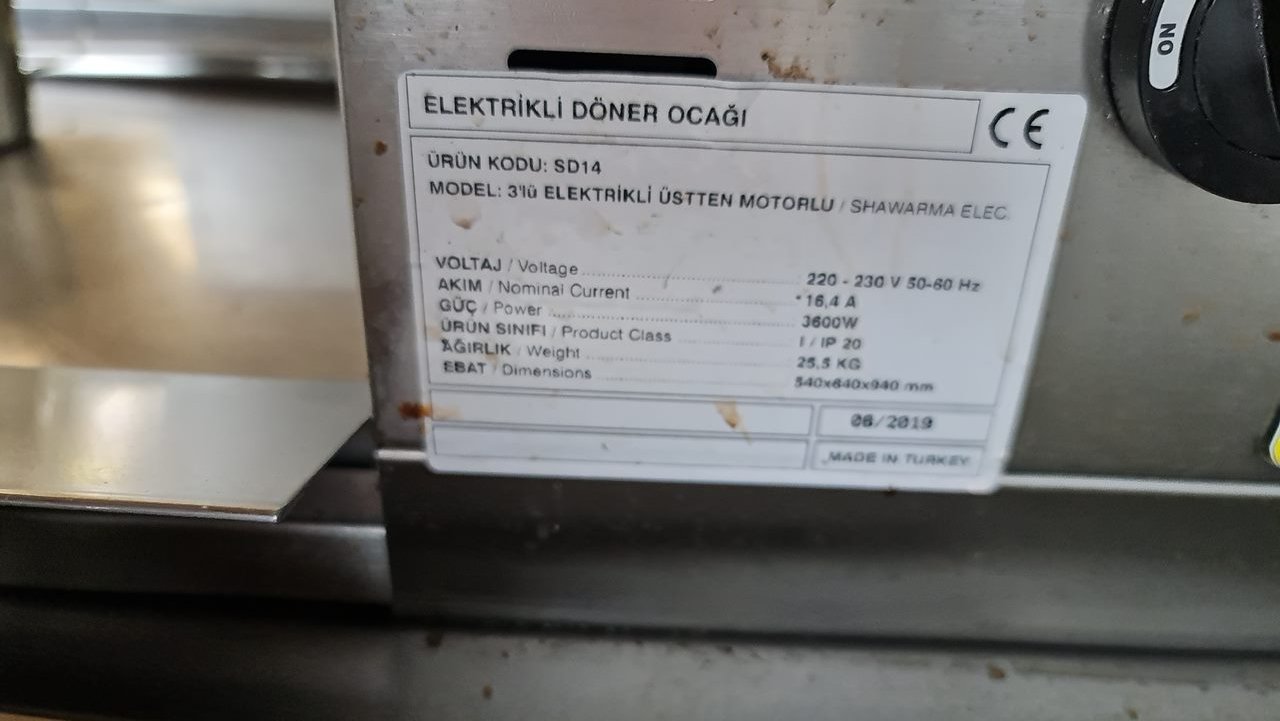 NO
ELEKTRİKLİ DÖNER OCAĞI
CE
ÜRÜN KODU: SD14
MODEL: 3'lü ELEKTRİKLİ ÜSTTEN MOTORLU / SHAWARMA ELEC.
VOLTAJ / Voltage 220 - 230 V 50-60 Hz
AKIM / Nominal Current 16,4 A
GÜÇ / Power 3600W
ÜRÜN SINIFI / Product Class I / IP 20
AĞIRLIK / Weight 25,5 KG
EBAT / Dimensions 540x640x940 mm
06/2019
MADE IN TURKEY